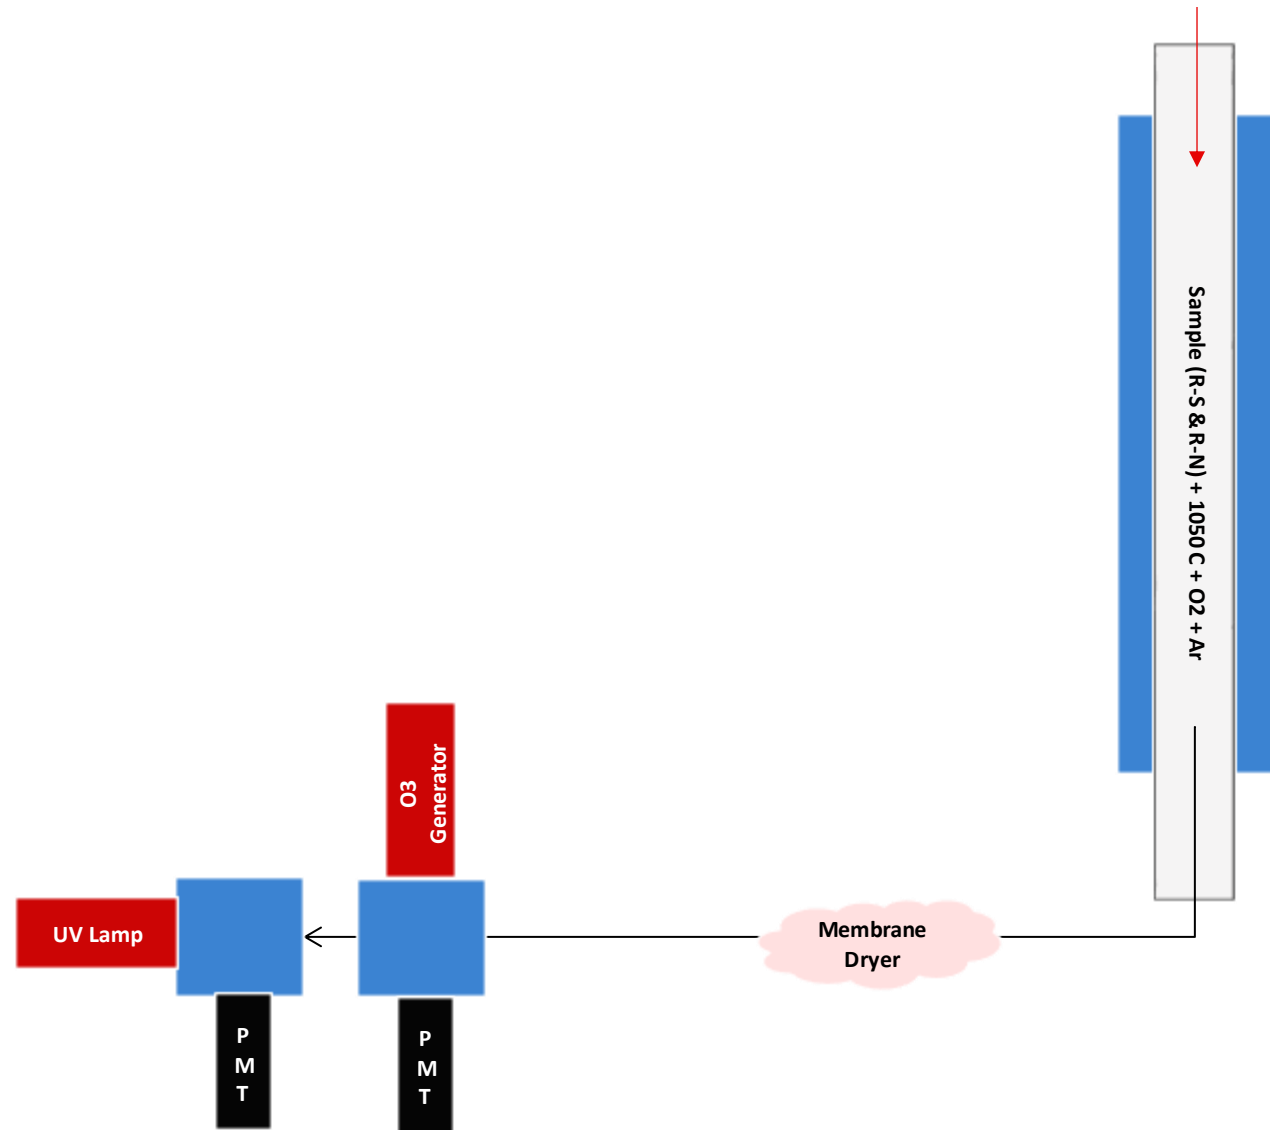 Sample (R-S & R-N) + 1050 C + O2 + Ar
O3
Generator
UV Lamp
Membrane
Dryer
P
M
T
P
M
T